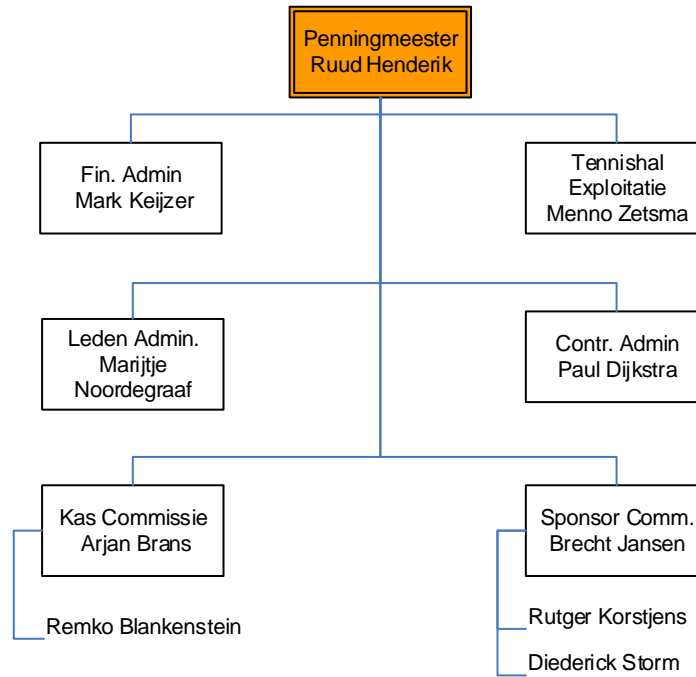 Penningmeester
Ruud Henderik
Fin. Admin
Mark Keijzer
Tennishal
Exploitatie
Menno Zetsma
Leden Admin.
Marijtje
Noordegraaf
Contr. Admin
Paul Dijkstra
Kas Commissie
Arjan Brans
Sponsor Comm.
Brecht Jansen
Remko Blankenstein
Rutger Korstjens
Diederick Storm